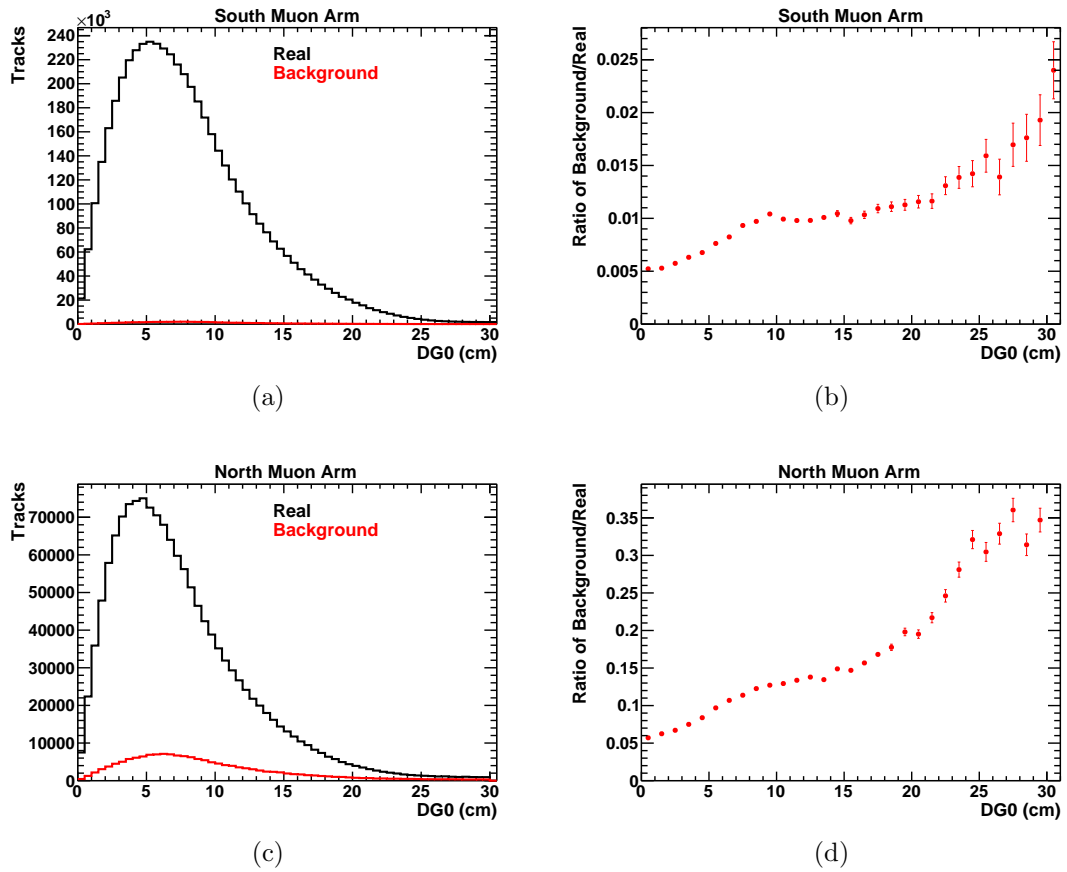 South Muon Arm
×10³
Tracks
240
220
200
180
160
140
120
100
80
60
40
20
0
Real
Background
0 5 10 15 20 25 30
DG0 (cm)
(a)
South Muon Arm
Ratio of Background/Real
0.025
0.02
0.015
0.01
0.005
0
0 5 10 15 20 25 30
DG0 (cm)
(b)
North Muon Arm
Tracks
70000
60000
50000
40000
30000
20000
10000
0
Real
Background
0 5 10 15 20 25 30
DG0 (cm)
(c)
North Muon Arm
Ratio of Background/Real
0.35
0.3
0.25
0.2
0.15
0.1
0.05
0
0 5 10 15 20 25 30
DG0 (cm)
(d)